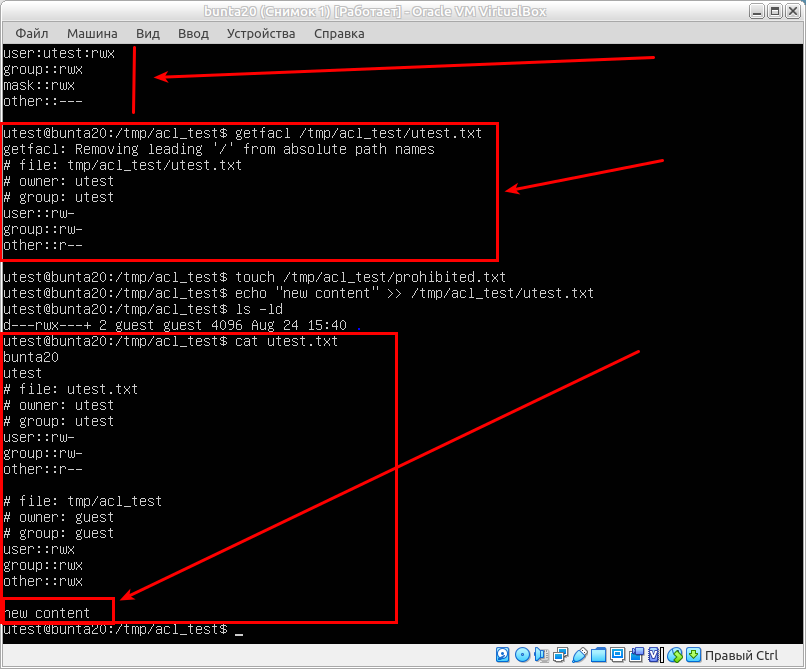 bunta20 (Снимок 1) [Работает] - Oracle VM VirtualBox
Файл Машина Вид Ввод Устройства Справка
user:utest:rwx
group::rwx
mask::rwx
other::---
utest@bunta20:/tmp/acl_test$ getfacl /tmp/acl_test/utest.txt
getfacl: Removing leading '/' from absolute path names
# file: tmp/acl_test/utest.txt
# owner: utest
# group: utest
user::rw-
group::rw-
other::r--
utest@bunta20:/tmp/acl_test$ touch /tmp/acl_test/prohibited.txt
utest@bunta20:/tmp/acl_test$ echo "new content" >> /tmp/acl_test/utest.txt
utest@bunta20:/tmp/acl_test$ ls -ld
d---rwx---+ 2 guest guest 4096 Aug 24 15:40 .
utest@bunta20:/tmp/acl_test$ cat utest.txt
bunta20
utest
# file: utest.txt
# owner: utest
# group: utest
user::rw-
group::rw-
other::r--
# file: tmp/acl_test
# owner: guest
# group: guest
user::rwx
group::rwx
other::rwx
new content
utest@bunta20:/tmp/acl_test$ _
Правый Ctrl